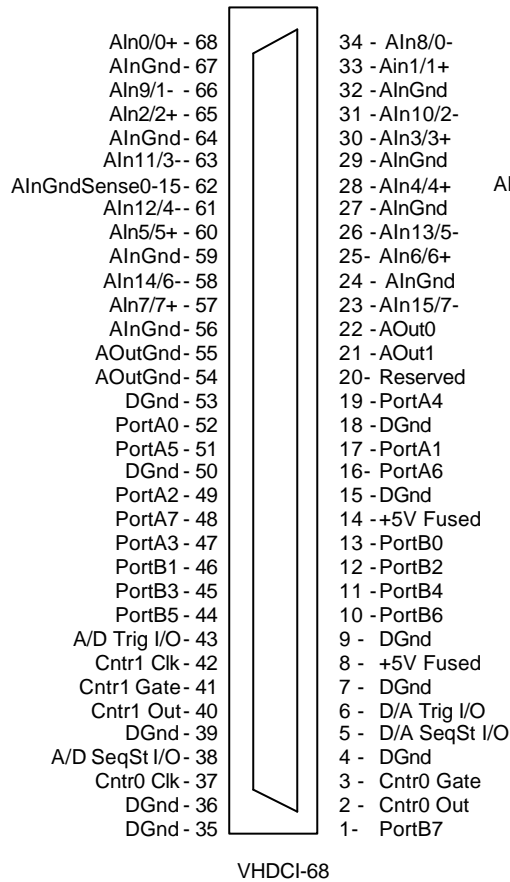 AIn0/0+ - 68
AInGnd- 67
AIn9/1- - 66
AIn2/2+ - 65
AInGnd- 64
AIn11/3-- 63
AInGndSense0-15- 62
AIn12/4-- 61
AIn5/5+ - 60
AInGnd- 59
AIn14/6-- 58
AIn7/7+ - 57
AInGnd- 56
AOutGnd- 55
AOutGnd- 54
DGnd- 53
PortA0- 52
PortA5- 51
DGnd- 50
PortA2- 49
PortA7- 48
PortA3- 47
PortB1- 46
PortB3- 45
PortB5- 44
A/D Trig I/O- 43
Cntr1 Clk- 42
Cntr1 Gate- 41
Cntr1 Out- 40
DGnd- 39
A/D SeqSt I/O- 38
Cntr0 Clk- 37
DGnd - 36
DGnd - 35
34 - AIn8/0-
33 -Ain1/1+
32 -AInGnd
31 -AIn10/2-
30 -AIn3/3+
29 -AInGnd
28 -AIn4/4+
27 -AInGnd
26 -AIn13/5-
25- AIn6/6+
24 - AInGnd
23 -AIn15/7-
22 -AOut0
21 -AOut1
20- Reserved
19 -PortA4
18 -DGnd
17 -PortA1
16- PortA6
15 -DGnd
14 -+5V Fused
13 -PortB0
12 -PortB2
11 -PortB4
10 -PortB6
9 - DGnd
8 - +5V Fused
7 - DGnd
6 - D/A Trig I/O
5 - D/A SeqSt I/O
4 - DGnd
3 - Cntr0 Gate
2 - Cntr0 Out
1- PortB7
VHDCI-68